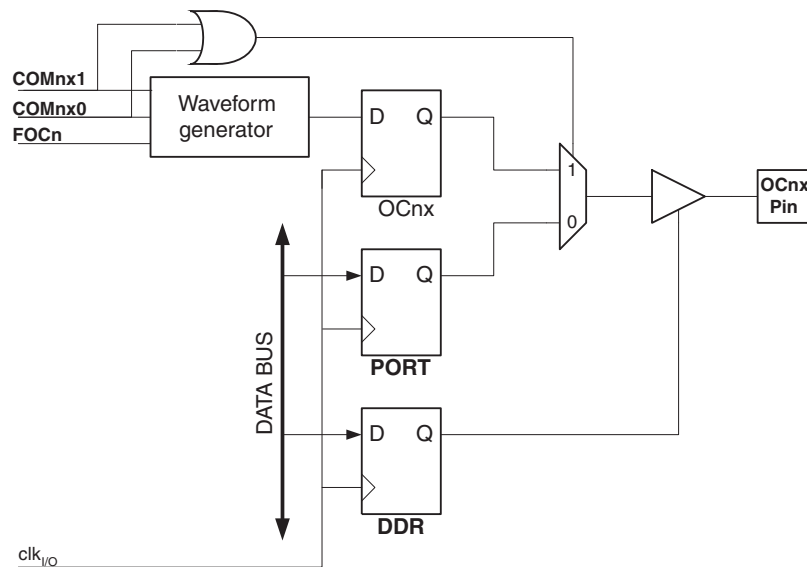 COMnx1
COMnx0
FOCn
Waveform
generator
D Q
OCnx
1
0
OCnx
Pin
D Q
PORT
DATA BUS
D Q
DDR
clkI/O